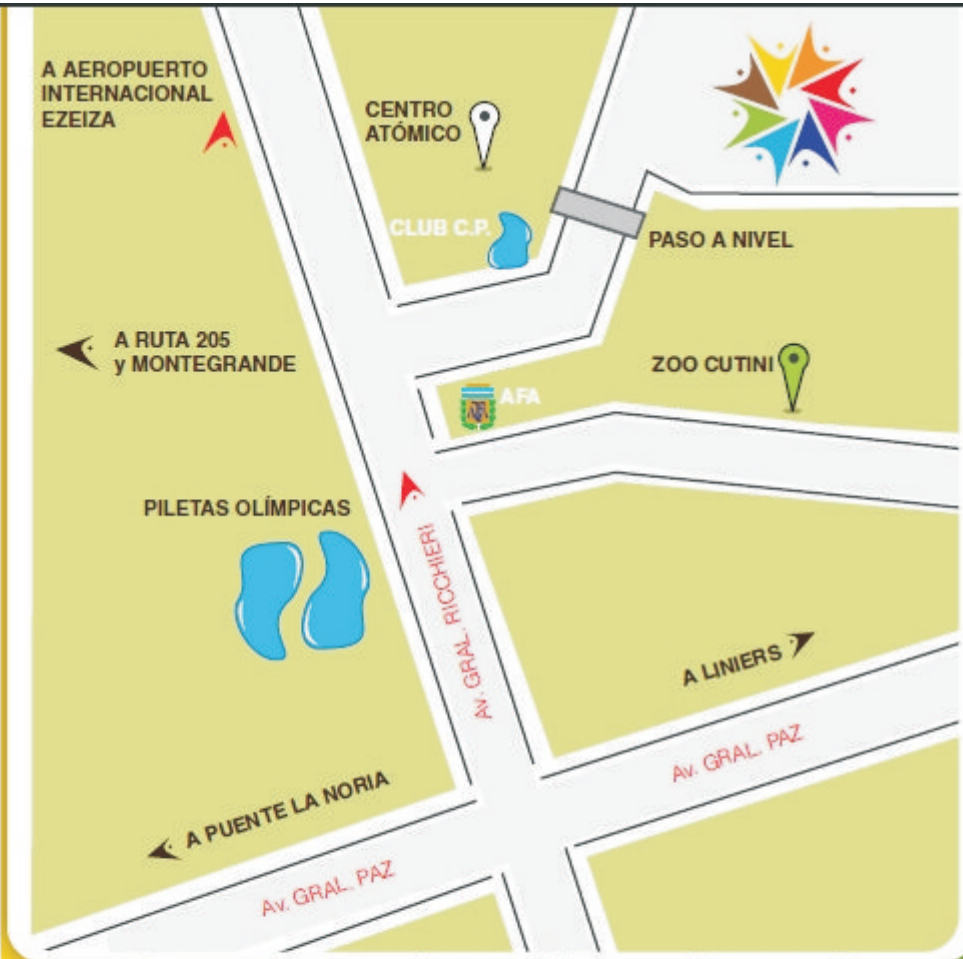 A AEROPUERTO
INTERNACIONAL
EZEIZA
CENTRO
ATÓMICO
CLUB C.P.
PASO A NIVEL
A RUTA 205
y MONTEGRANDE
ZOO CUTINI
AFA
PILETAS OLÍMPICAS
Av. GRAL. RICCHIERI
A LINIERS
Av. GRAL. PAZ
A PUENTE LA NORIA
Av. GRAL. PAZ